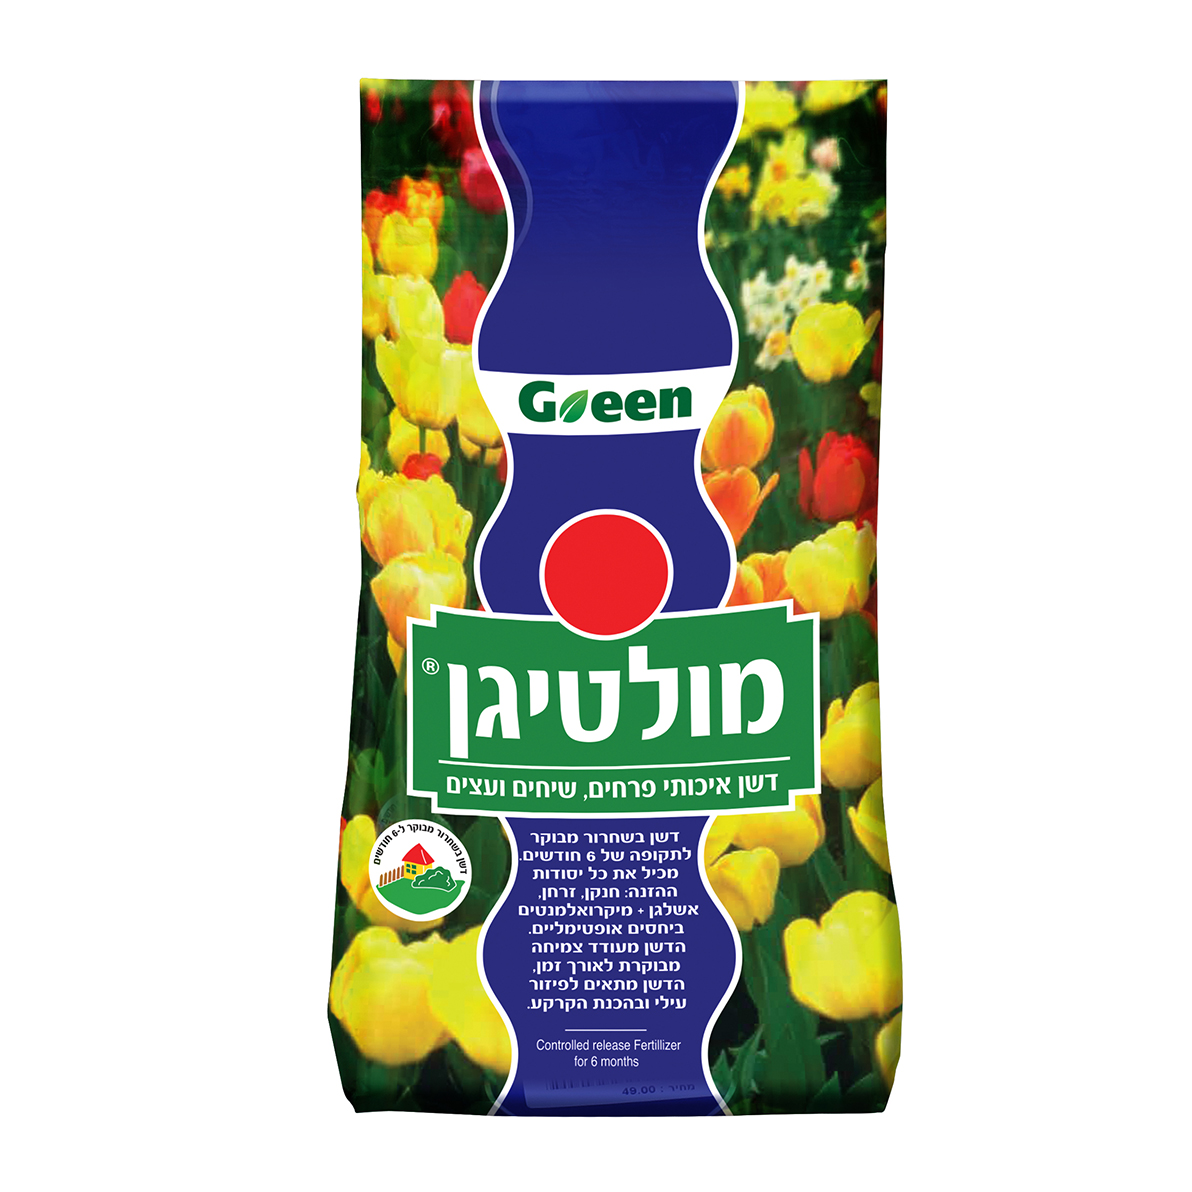 Green
מולטיגן®
דשן איכותי פרחים, שיחים ועצים
דשן בשחרור מבוקר ל-6 חודשים
דשן בשחרור מבוקר
לתקופה של 6 חודשים.
מכיל את כל יסודות
ההזנה: חנקן, זרחן,
אשלגן + מיקרואלמנטים
ביחסים אופטימליים.
הדשן מעודד צמיחה
מבוקרת לאורך זמן,
הדשן מתאים לפיזור
עילי ובהכנת הקרקע.
Controlled release Fertillizer
for 6 months
מחיר : 49.00